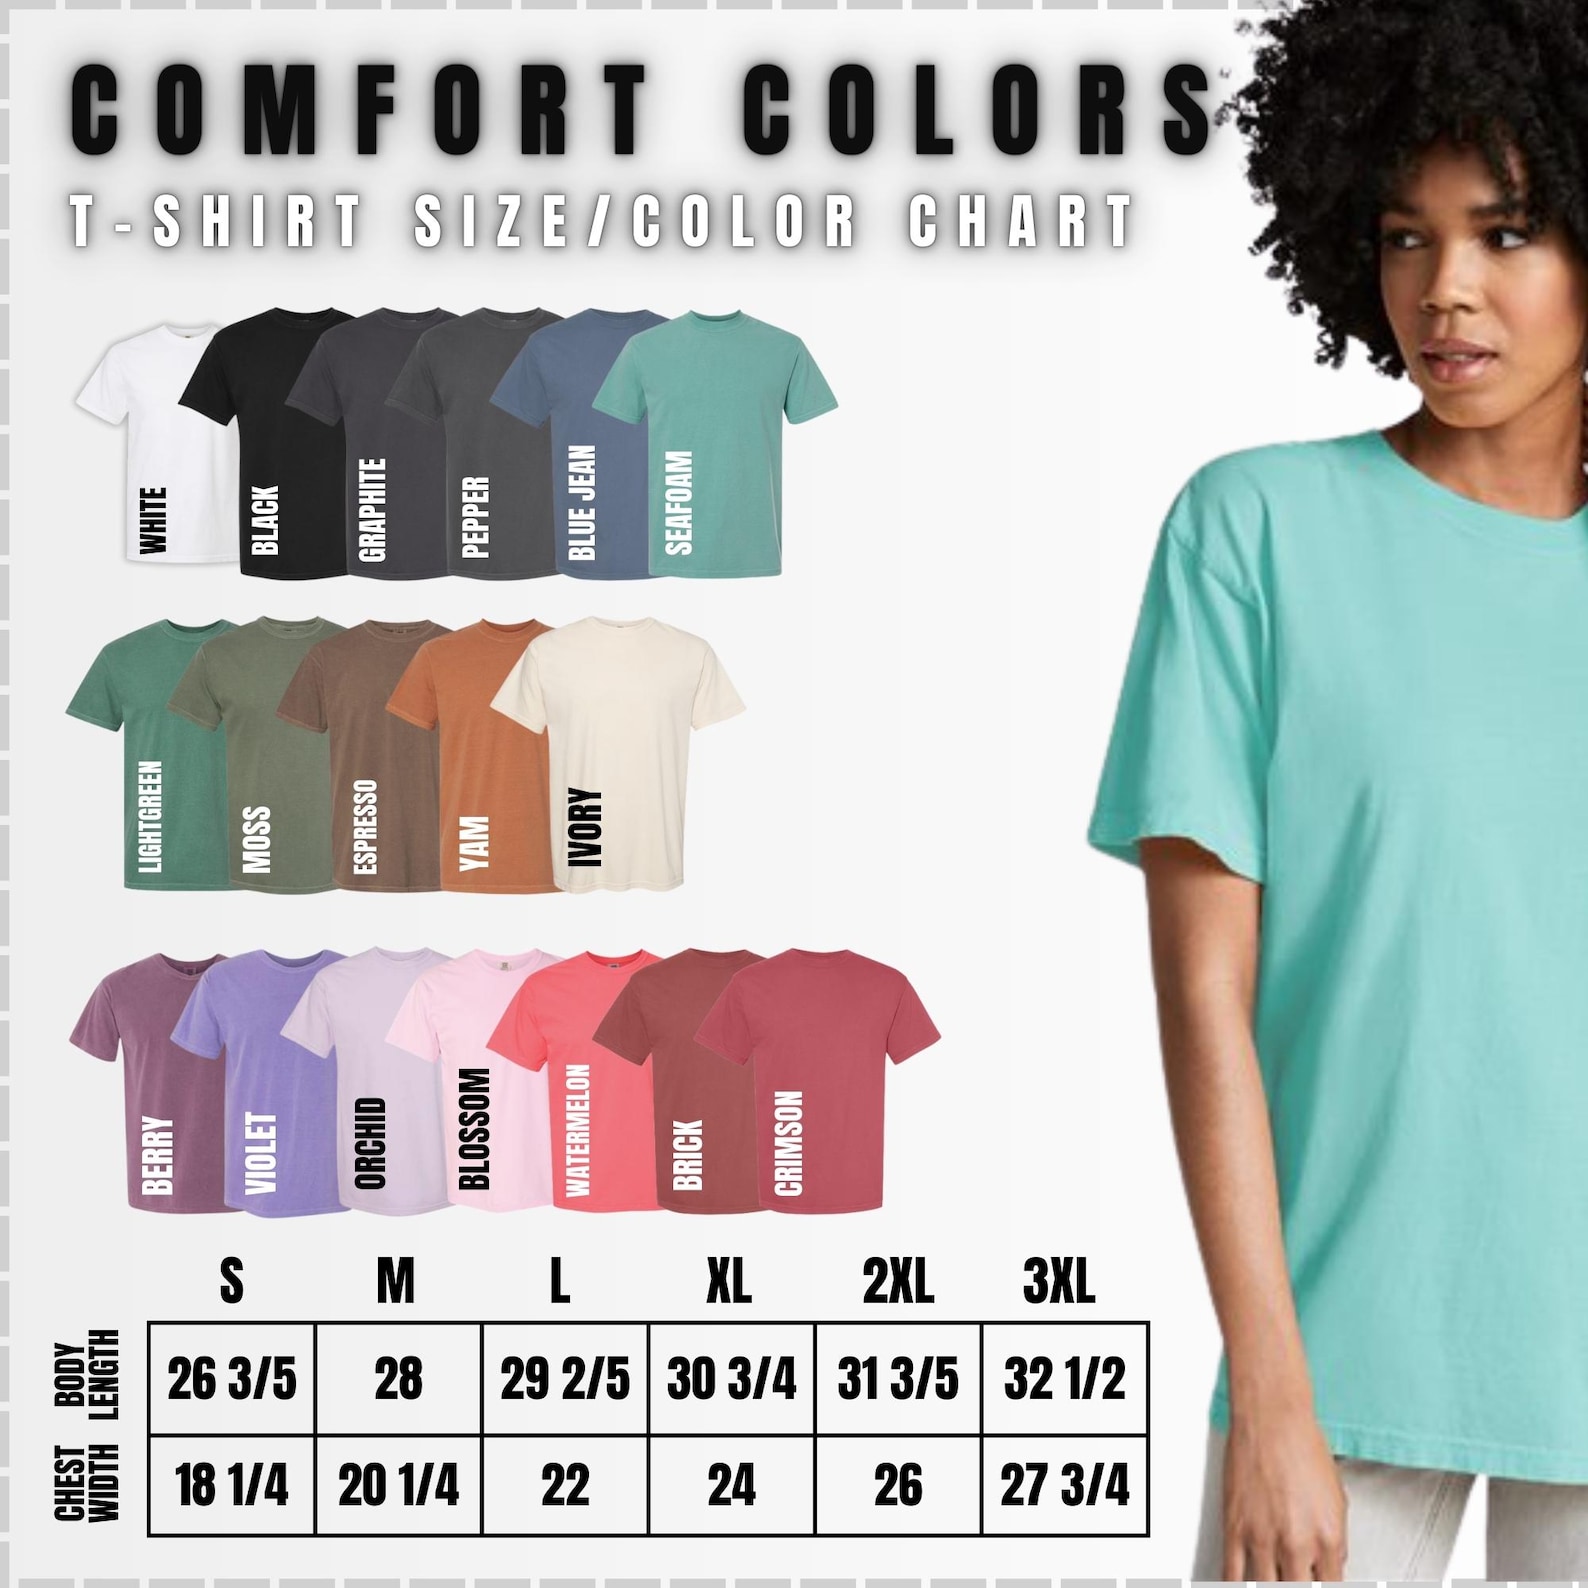 COMFORT COLORS
T-SHIRT SIZE/COLOR CHART
WHITE
BLACK
GRAPHITE
PEPPER
BLUE JEAN
SEAFOAM
LIGHTGREEN
MOSS
ESPRESSO
YAM
IVORY
BERRY
VIOLET
ORCHID
BLOSSOM
WATERMELON
BRICK
CRIMSON
S M L XL 2XL 3XL
BODY
LENGTH
26 3/5 28 29 2/5 30 3/4 31 3/5 32 1/2
CHEST
WIDTH
18 1/4 20 1/4 22 24 26 27 3/4